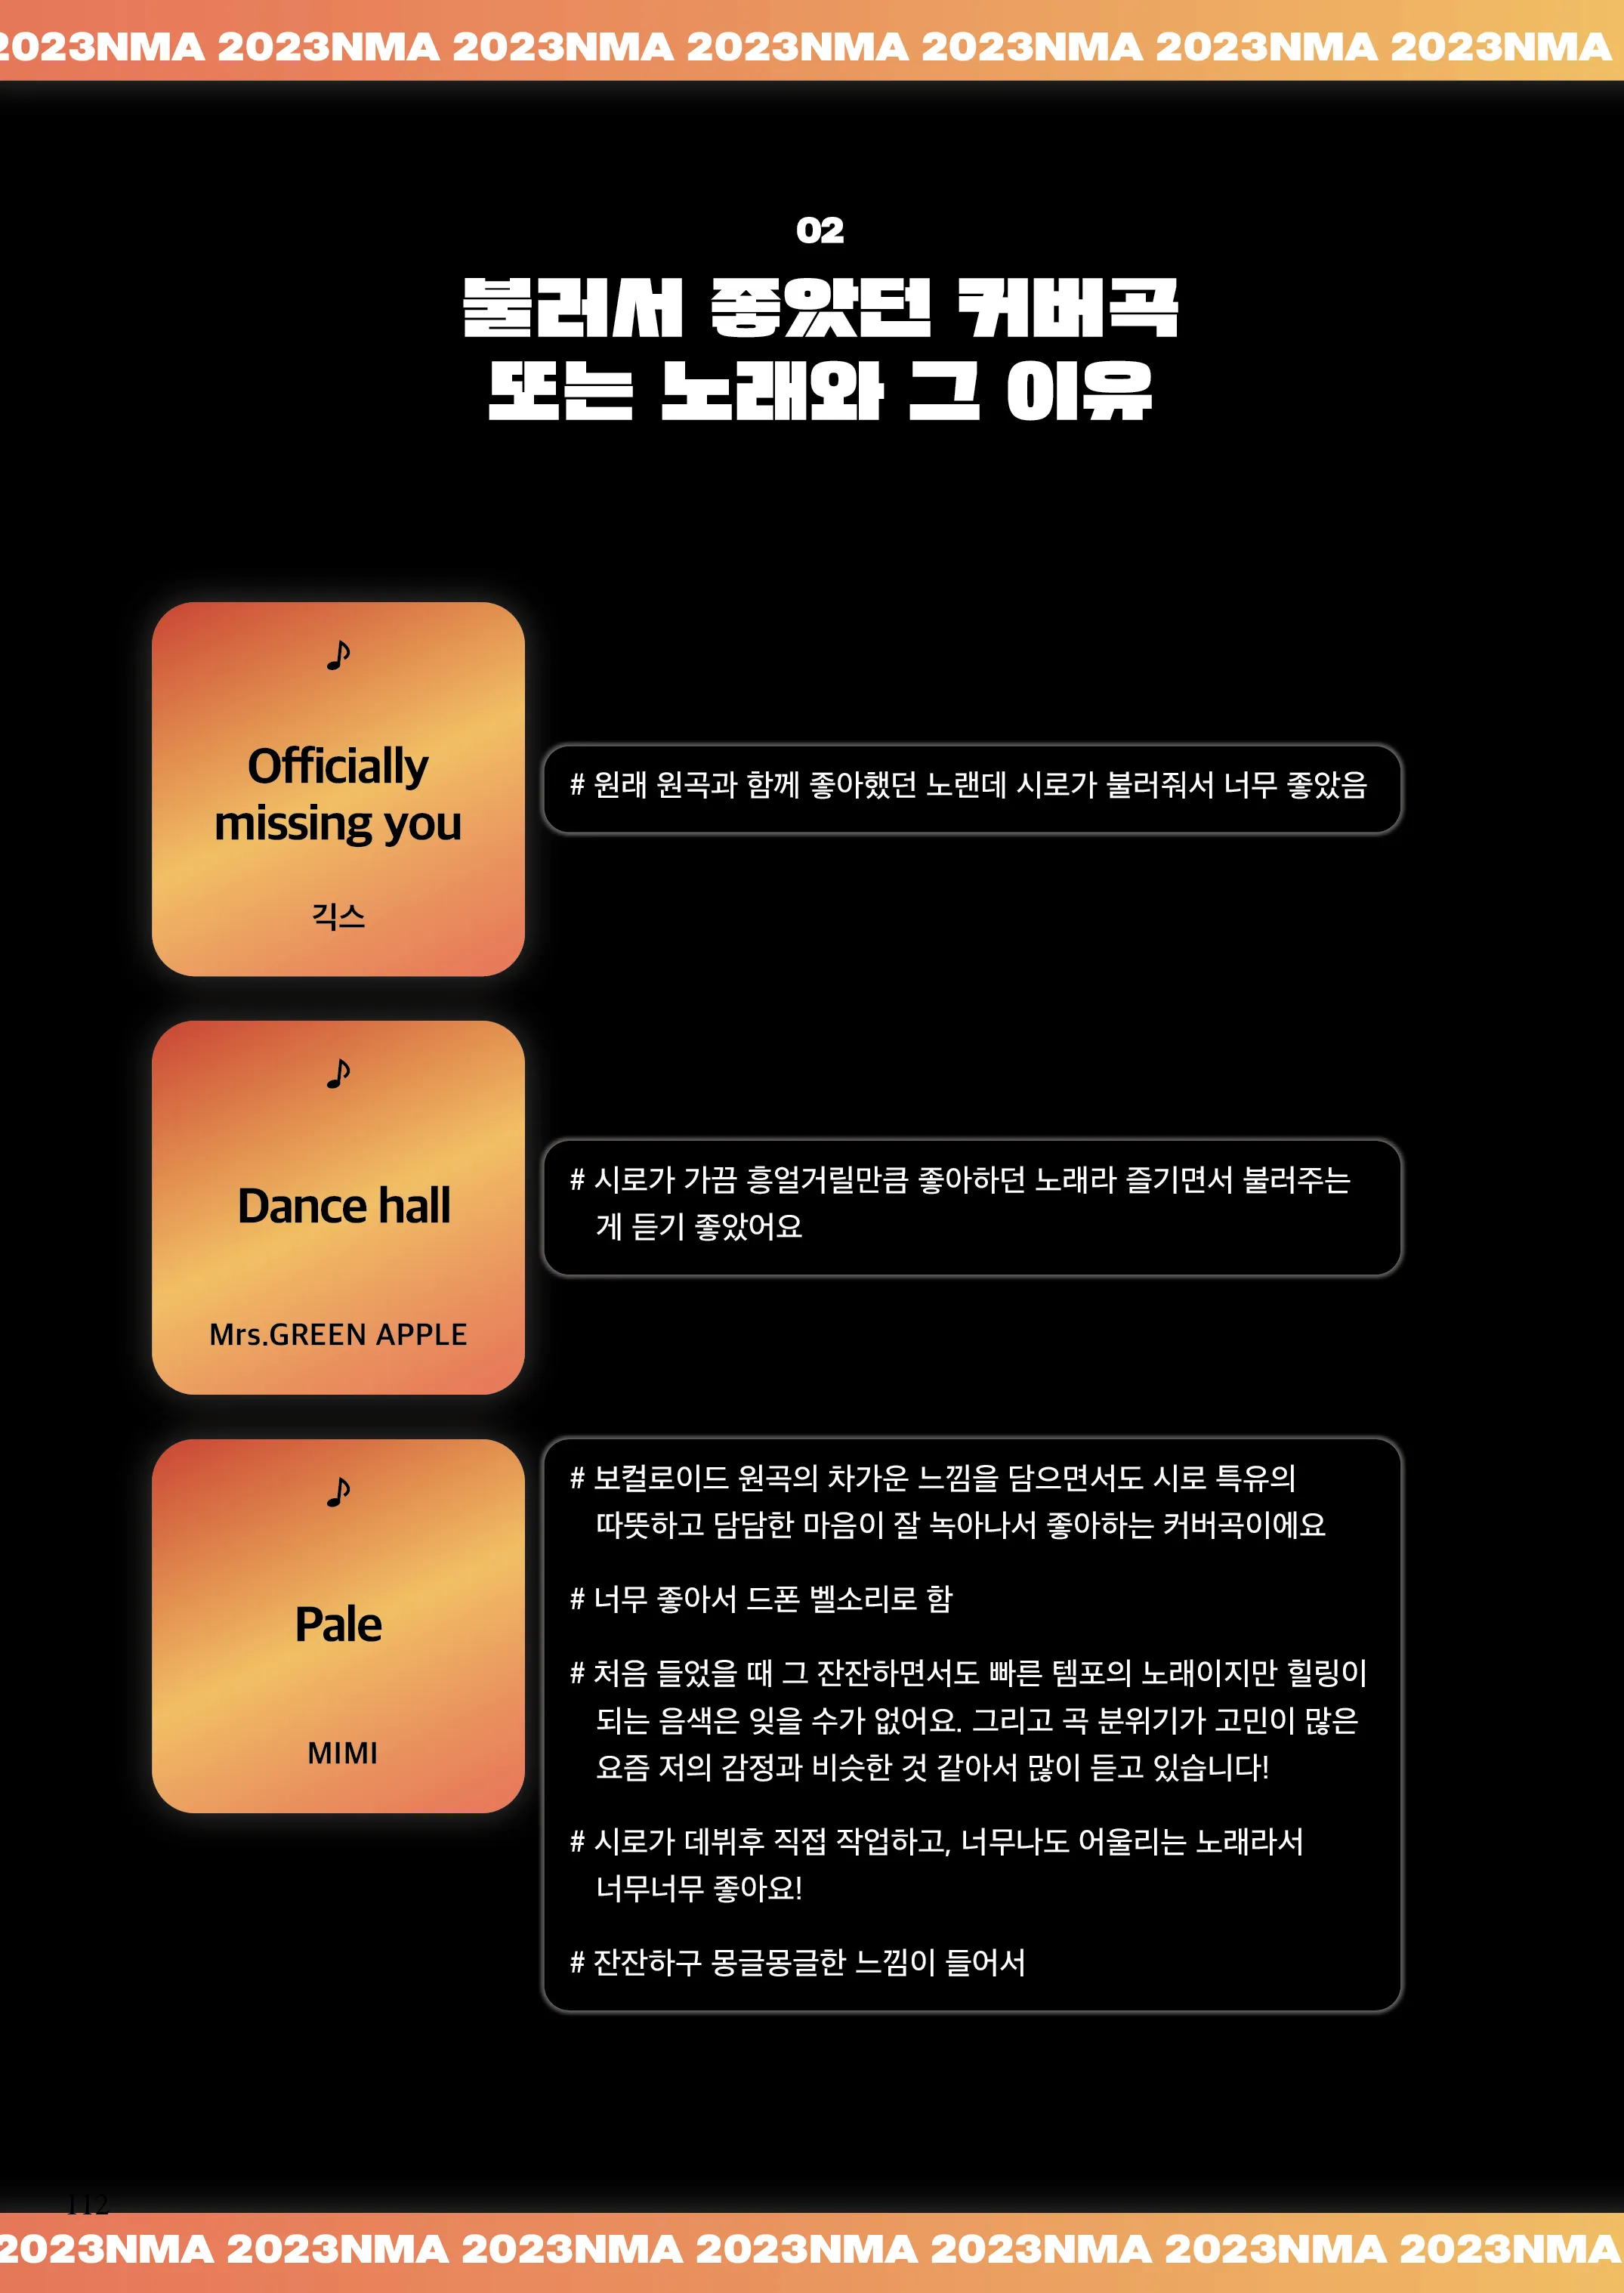 2023NMA 2023NMA 2023NMA 2023NMA 2023NMA 2023NMA 2023NMA
02
불러서 좋았던 커버곡
또는 노래와 그 이유
Officially
missing you
긱스
# 원래 원곡과 함께 좋아했던 노랜데 시로가 불러줘서 너무 좋았음
Dance hall
Mrs.GREEN APPLE
# 시로가 가끔 흥얼거릴만큼 좋아하던 노래라 즐기면서 불러주는
게 듣기 좋았어요
Pale
MIMI
# 보컬로이드 원곡의 차가운 느낌을 담으면서도 시로 특유의
따뜻하고 담담한 마음이 잘 녹아나서 좋아하는 커버곡이에요
# 너무 좋아서 드폰 벨소리로 함
# 처음 들었을 때 그 잔잔하면서도 빠른 템포의 노래이지만 힐링이
되는 음색은 잊을 수가 없어요. 그리고 곡 분위기가 고민이 많은
요즘 저의 감정과 비슷한 것 같아서 많이 듣고 있습니다!
# 시로가 데뷔후 직접 작업하고, 너무나도 어울리는 노래라서
너무너무 좋아요!
# 잔잔하구 몽글몽글한 느낌이 들어서
112
2023NMA 2023NMA 2023NMA 2023NMA 2023NMA 2023NMA 2023NMA